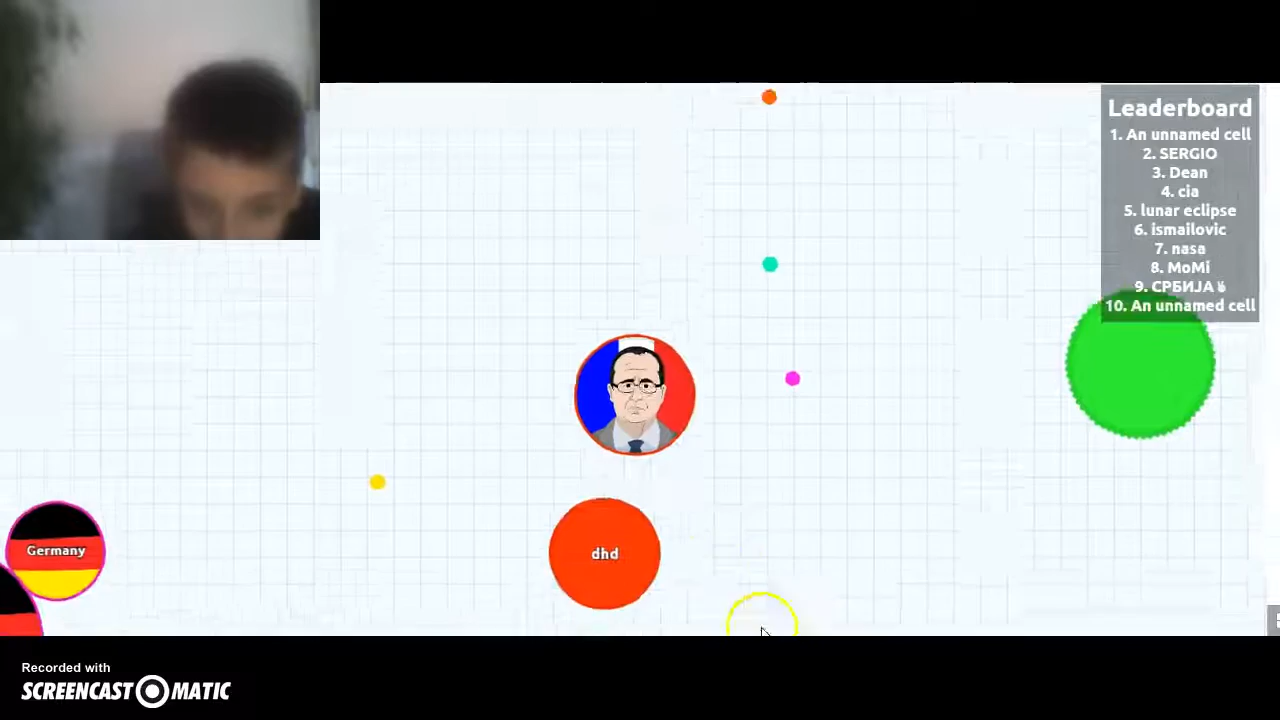 Leaderboard
1. An unnamed cell
2. SERGIO
3. Dean
4. cia
5. lunar eclipse
6. ismailovic
7. nasa
8. MoMi
9. СРБИЈА
10. An unnamed cell
Germany
dhd
Recorded with
SCREENCAST MATIC